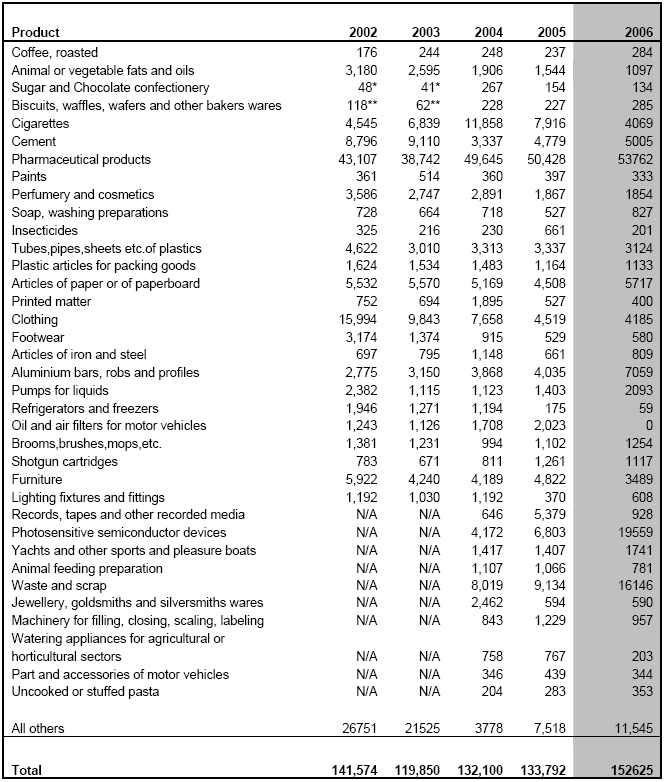 Product 2002 2003 2004 2005 2006
Coffee, roasted 176 244 248 237 284
Animal or vegetable fats and oils 3,180 2,595 1,906 1,544 1097
Sugar and Chocolate confectionery 48* 41* 267 154 134
Biscuits, waffles, wafers and other bakers wares 118** 62** 228 227 285
Cigarettes 4,545 6,839 11,858 7,916 4069
Cement 8,796 9,110 3,337 4,779 5005
Pharmaceutical products 43,107 38,742 49,645 50,428 53762
Paints 361 514 360 397 333
Perfumery and cosmetics 3,586 2,747 2,891 1,867 1854
Soap, washing preparations 728 664 718 527 827
Insecticides 325 216 230 661 201
Tubes,pipes,sheets etc.of plastics 4,622 3,010 3,313 3,337 3124
Plastic articles for packing goods 1,624 1,534 1,483 1,164 1133
Articles of paper or of paperboard 5,532 5,570 5,169 4,508 5717
Printed matter 752 694 1,895 527 400
Clothing 15,994 9,843 7,658 4,519 4185
Footwear 3,174 1,374 915 529 580
Articles of iron and steel 697 795 1,148 661 809
Aluminium bars, robs and profiles 2,775 3,150 3,868 4,035 7059
Pumps for liquids 2,382 1,115 1,123 1,403 2093
Refrigerators and freezers 1,946 1,271 1,194 175 59
Oil and air filters for motor vehicles 1,243 1,126 1,708 2,023 0
Brooms,brushes,mops,etc. 1,381 1,231 994 1,102 1254
Shotgun cartridges 783 671 811 1,261 1117
Furniture 5,922 4,240 4,189 4,822 3489
Lighting fixtures and fittings 1,192 1,030 1,192 370 608
Records, tapes and other recorded media N/A N/A 646 5,379 928
Photosensitive semiconductor devices N/A N/A 4,172 6,803 19559
Yachts and other sports and pleasure boats N/A N/A 1,417 1,407 1741
Animal feeding preparation N/A N/A 1,107 1,066 781
Waste and scrap N/A N/A 8,019 9,134 16146
Jewellery, goldsmiths and silversmiths wares N/A N/A 2,462 594 590
Machinery for filling, closing, scaling, labeling N/A N/A 843 1,229 957
Watering appliances for agricultural or
horticultural sectors N/A N/A 758 767 203
Part and accessories of motor vehicles N/A N/A 346 439 344
Uncooked or stuffed pasta N/A N/A 204 283 353
All others 26751 21525 3778 7,518 11,545
Total 141,574 119,850 132,100 133,792 152625